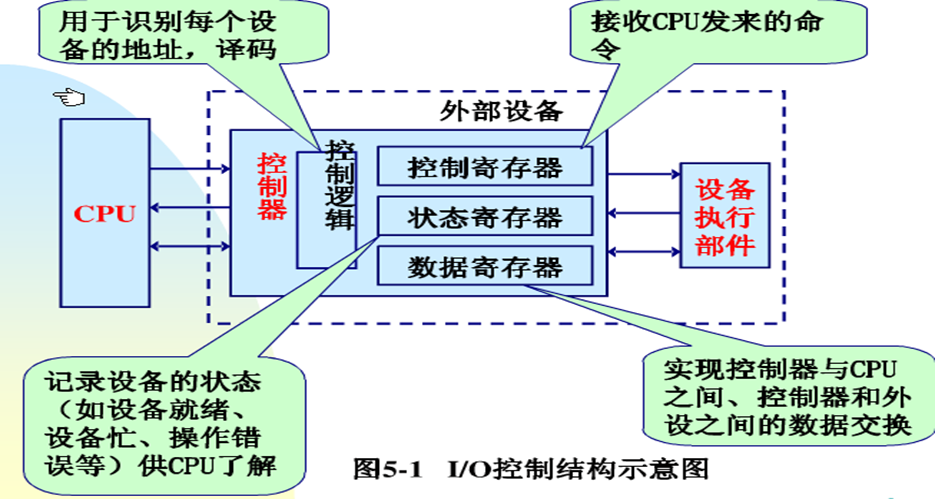 用于识别每个设
备的地址，译码
接收CPU发来的命
令
外部设备
CPU
控制器
控制逻辑
控制寄存器
状态寄存器
数据寄存器
设备
执行
部件
记录设备的状态
（如设备就绪、
设备忙、操作错
误等）供CPU了解
实现控制器与CPU
之间、控制器和外
设之间的数据交换
图5-1 I/O控制结构示意图